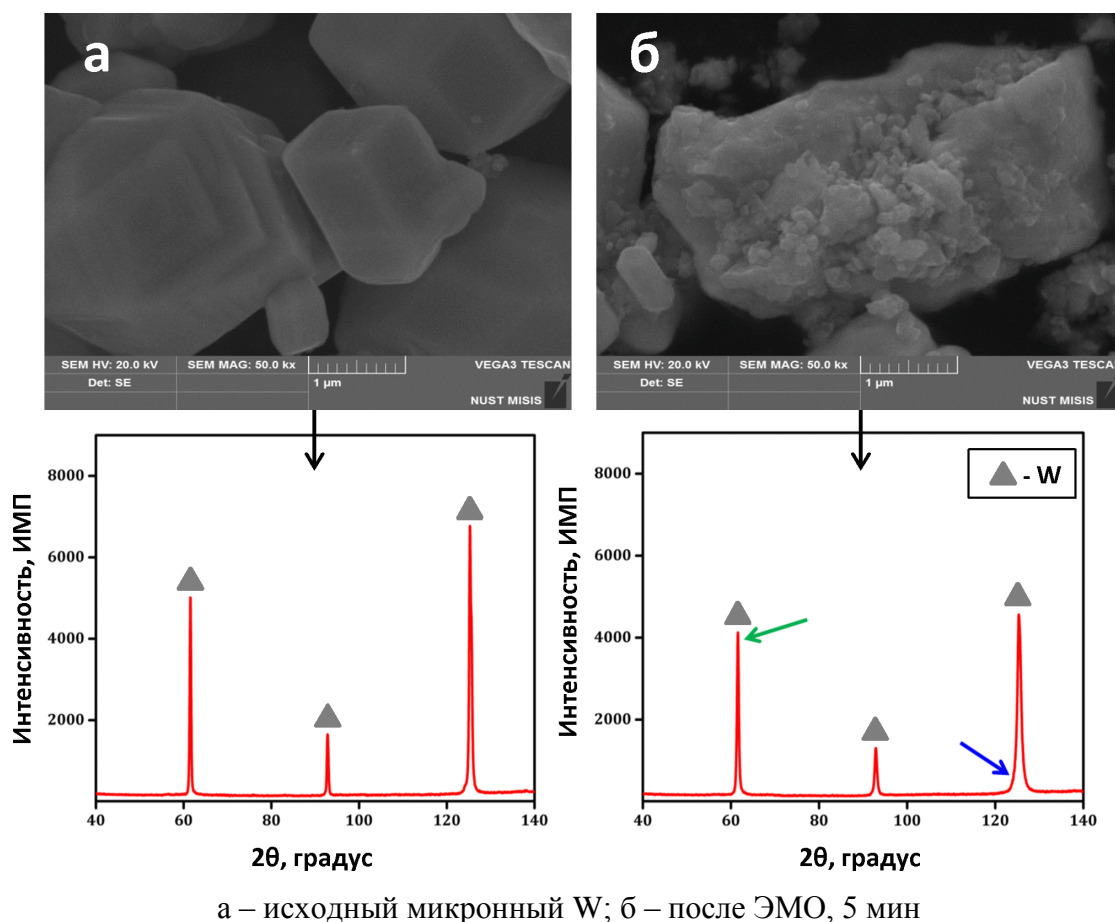 а
б
SEM HV: 20.0 kV SEM MAG: 50.0 kx VEGA3 TESCAN
Det: SE 1 µm
NUST MISIS
SEM HV: 20.0 kV SEM MAG: 50.0 kx VEGA3 TESCA
Det: SE 1 µm
NUST MISIS
Интенсивность, ИМП
8000
6000
4000
2000
40 60 80 100 120 140
2θ, градус
Интенсивность, ИМП
8000
6000
4000
2000
- W
40 60 80 100 120 140
2θ, градус
а – исходный микронный W; б – после ЭМО, 5 мин